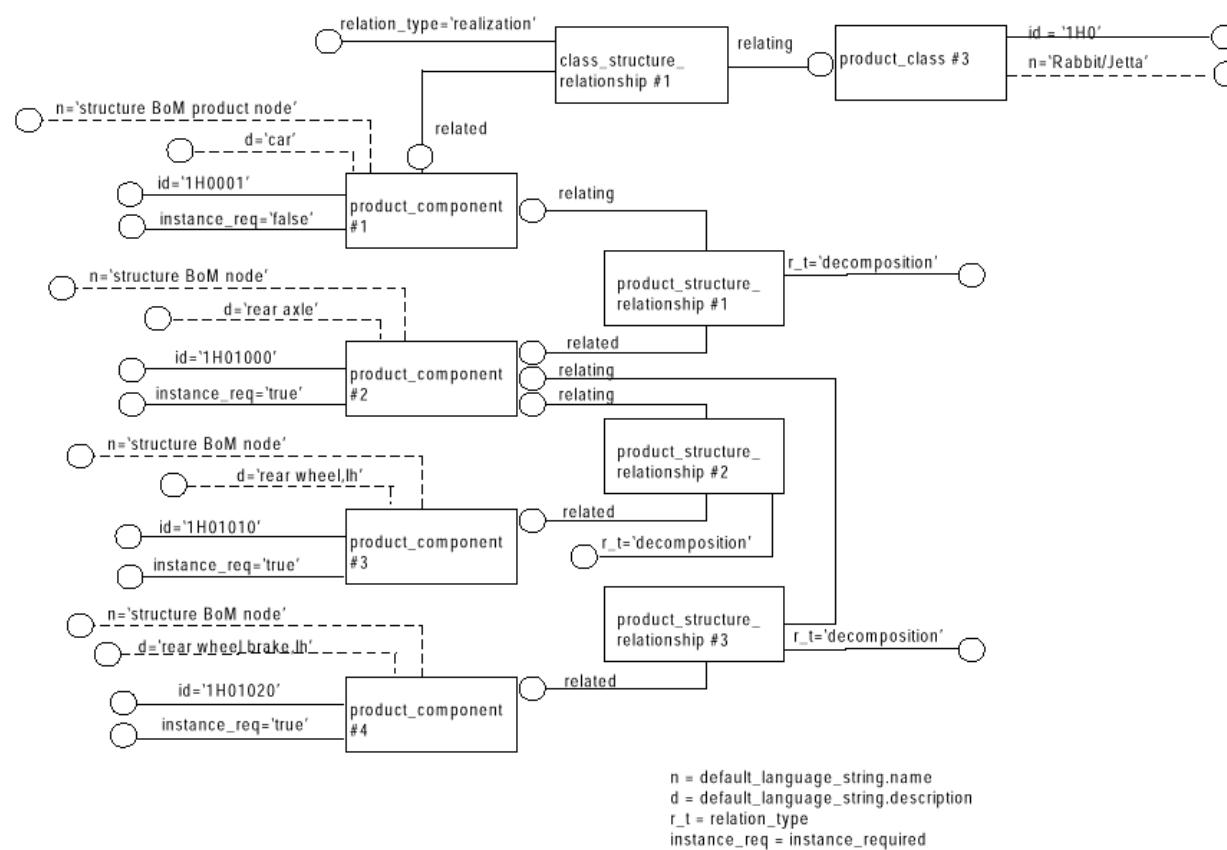 relation_type=‘realization’
class_structure_
relationship #1
relating
product_class #3
id = ‘1H0’
n=‘Rabbit/Jetta’
n=‘structure BoM product node’
d=‘car’
related
id=‘1H0001’
instance_req=‘false’
product_component
#1
relating
product_structure_
relationship #1
r_t=‘decomposition’
n=‘structure BoM node’
d=‘rear axle’
id=‘1H01000’
instance_req=‘true’
product_component
#2
related
relating
relating
product_structure_
relationship #2
n=‘structure BoM node’
d=‘rear wheel,lh’
id=‘1H01010’
instance_req=‘true’
product_component
#3
related
r_t=‘decomposition’
product_structure_
relationship #3
r_t=‘decomposition’
n=‘structure BoM node’
d=‘rear wheel brake,lh’
id=‘1H01020’
instance_req=‘true’
product_component
#4
related
n = default_language_string.name
d = default_language_string.description
r_t = relation_type
instance_req = instance_required